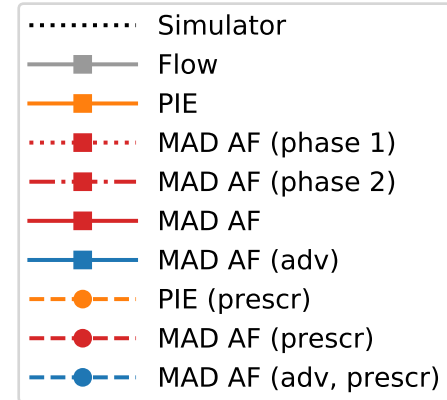 Simulator
Flow
PIE
MAD AF (phase 1)
MAD AF (phase 2)
MAD AF
MAD AF (adv)
PIE (prescr)
MAD AF (prescr)
MAD AF (adv, prescr)